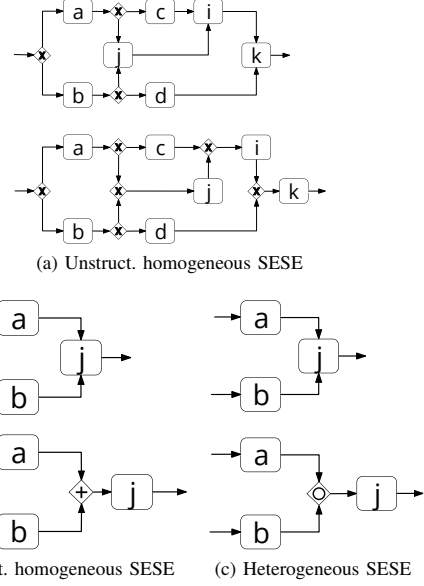 a x c i
x j k
b x d
a x c x i
x x j x k
b x d
(a) Unstruct. homogeneous SESE
a a
j j
b b
a a
+ j j
b b
t. homogeneous SESE (c) Heterogeneous SESE